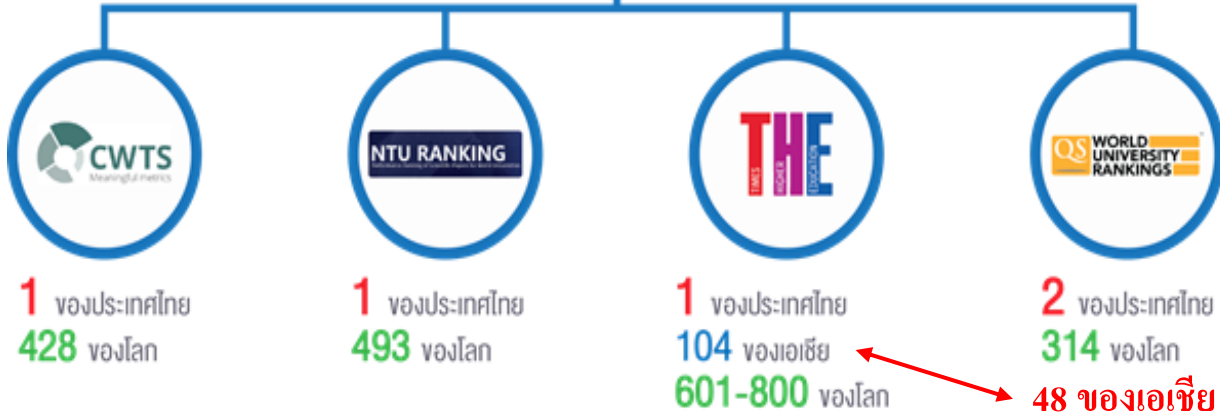 CWTS
Meaningful metrics
NTU RANKING
THE
TIMES
HIGHER
EDUCATION
QS WORLD
UNIVERSITY
RANKINGS
1 ของประเทศไทย
428 ของโลก
1 ของประเทศไทย
493 ของโลก
1 ของประเทศไทย
104 ของเอเชีย
601-800 ของโลก
2 ของประเทศไทย
314 ของโลก
48 ของเอเชีย